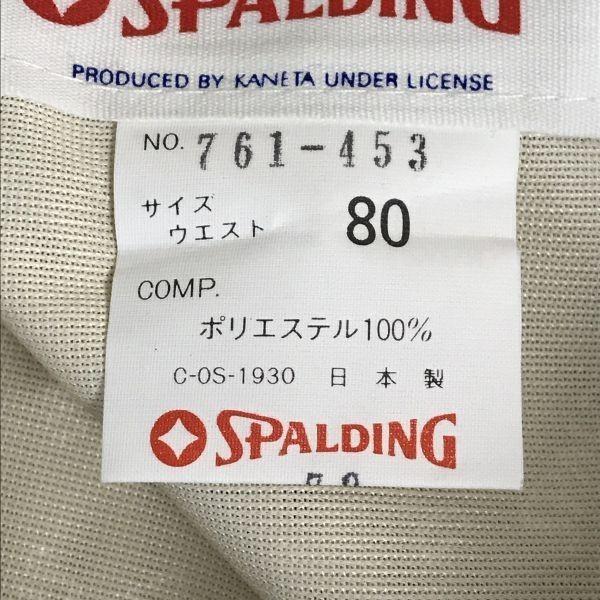 SPALDING
PRODUCED BY KANETA UNDER LICENSE
NO. 761-453
サイズ
ウエスト 80
COMP.
ポリエステル100%
C-OS-1930 日本製
SPALDING